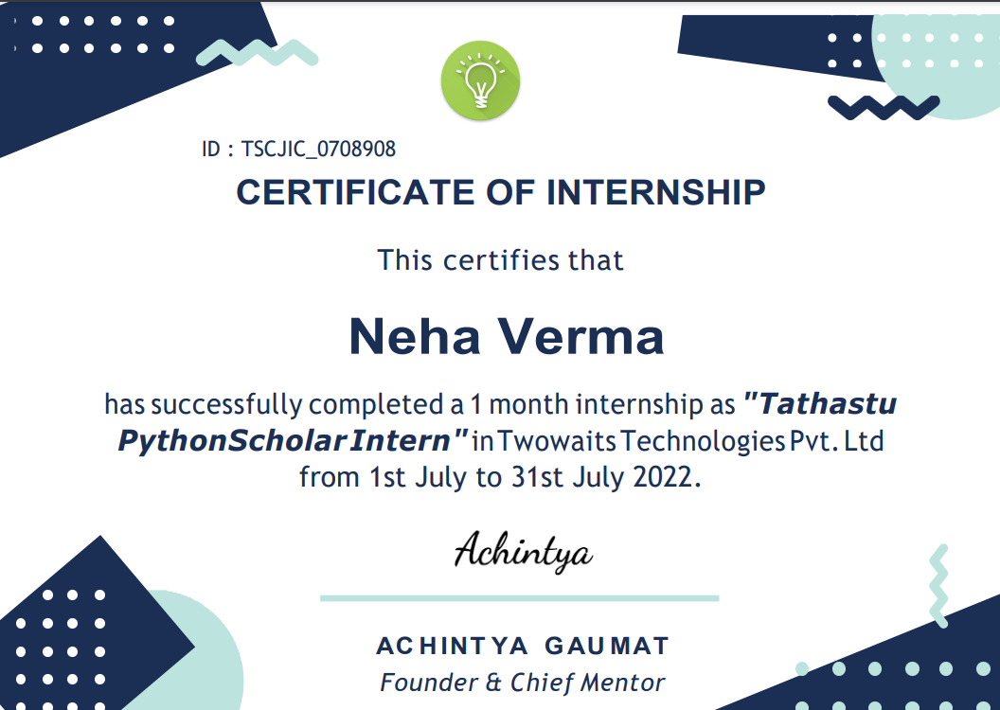 ID : TSCJIC_0708908
CERTIFICATE OF INTERNSHIP
This certifies that
Neha Verma
has successfully completed a 1 month internship as "Tathastu
PythonScholar Intern" in Twowaits Technologies Pvt. Ltd
from 1st July to 31st July 2022.
Achintya
ACHINTYA GAUMAT
Founder & Chief Mentor